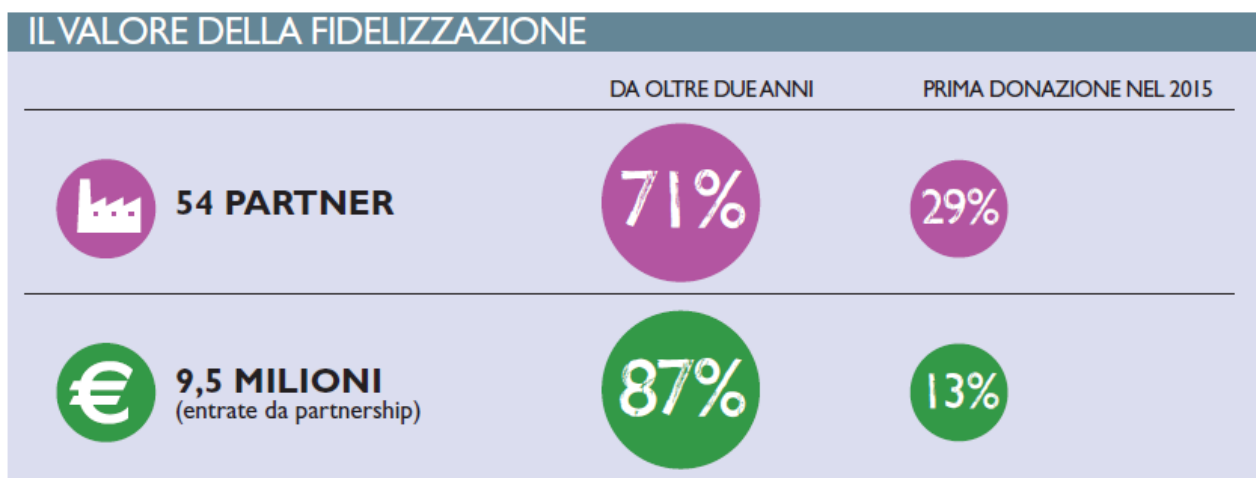 IL VALORE DELLA FIDELIZZAZIONE
DA OLTRE DUE ANNI PRIMA DONAZIONE NEL 2015
54 PARTNER 71% 29%
€ 9,5 MILIONI 87% 13%
(entrate da partnership)